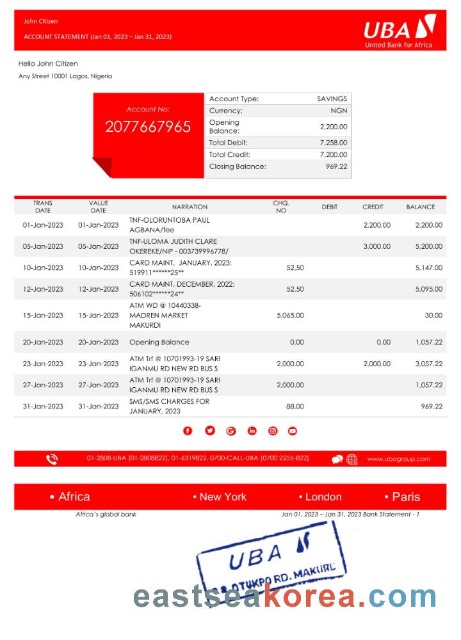 John Citizen
ACCOUNT STATEMENT (Jan 01, 2023 – Jan 31, 2023)
UBA
United Bank for Africa
Hello John Citizen
Any Street 10001 Lagos, Nigeria
Account No:
2077667965
Account Type: SAVINGS
Currency: NGN
Opening
Balance: 2,200.00
Total Debit: 7,258.00
Total Credit: 7,200.00
Closing Balance: 969.22
TRANS DATE VALUE DATE NARRATION CHQ. NO DEBIT CREDIT BALANCE
01-Jan-2023 01-Jan-2023 TNF-OLORUNTOBA PAUL 2,200.00 2,200.00
AGBANA/fee
05-Jan-2023 05-Jan-2023 TNF-ULOMA JUDITH CLARE 3,000.00 5,200.00
OKEREKE/NIP - 003739996778/
10-Jan-2023 10-Jan-2023 CARD MAINT, JANUARY, 2023; 52.50 5,147.00
519911******25**
12-Jan-2023 12-Jan-2023 CARD MAINT, DECEMBER, 2022; 52.50 5,095.00
506102******24**
15-Jan-2023 15-Jan-2023 ATM WD @ 10440338- 5,065.00 30.00
MADREN MARKET
MAKURDI
20-Jan-2023 20-Jan-2023 Opening Balance 0.00 0.00 1,057.22
23-Jan-2023 23-Jan-2023 ATM Trf @ 10701993-19 SARI 2,000.00 2,000.00 3,057.22
IGANMU RD NEW RD BUS S
27-Jan-2023 27-Jan-2023 ATM Trf @ 10701993-19 SARI 2,000.00 1,057.22
IGANMU RD NEW RD BUS S
31-Jan-2023 31-Jan-2023 SMS/SMS CHARGES FOR 88.00 969.22
JANUARY, 2023
01-2808-UBA (01-2808822), 01-6319822, 0700-CALL-UBA (0700 2255-822) www.ubagroup.com
• Africa • New York • London • Paris
Africa's global bank Jan 01, 2023 – Jan 31, 2023 Bank Statement - 1
UBA
OTUKPO RD. MAKURDI
eastseakorea.com